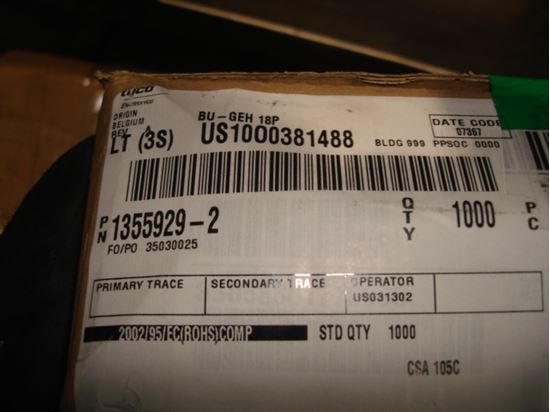 tyco
Electronics
ORIGIN
BELGIUM
REV
BU-GEH 18P
LT (3S) US1000381488
BLDG 999 PPSOC 0000
DATE CODE
07367
PN 1355929-2
QTY 1000 PC
FO/PO 35030025
PRIMARY TRACE SECONDARY TRACE OPERATOR
US031302
2002/95/EC(ROHS)COMP STD QTY 1000
CSA 105C